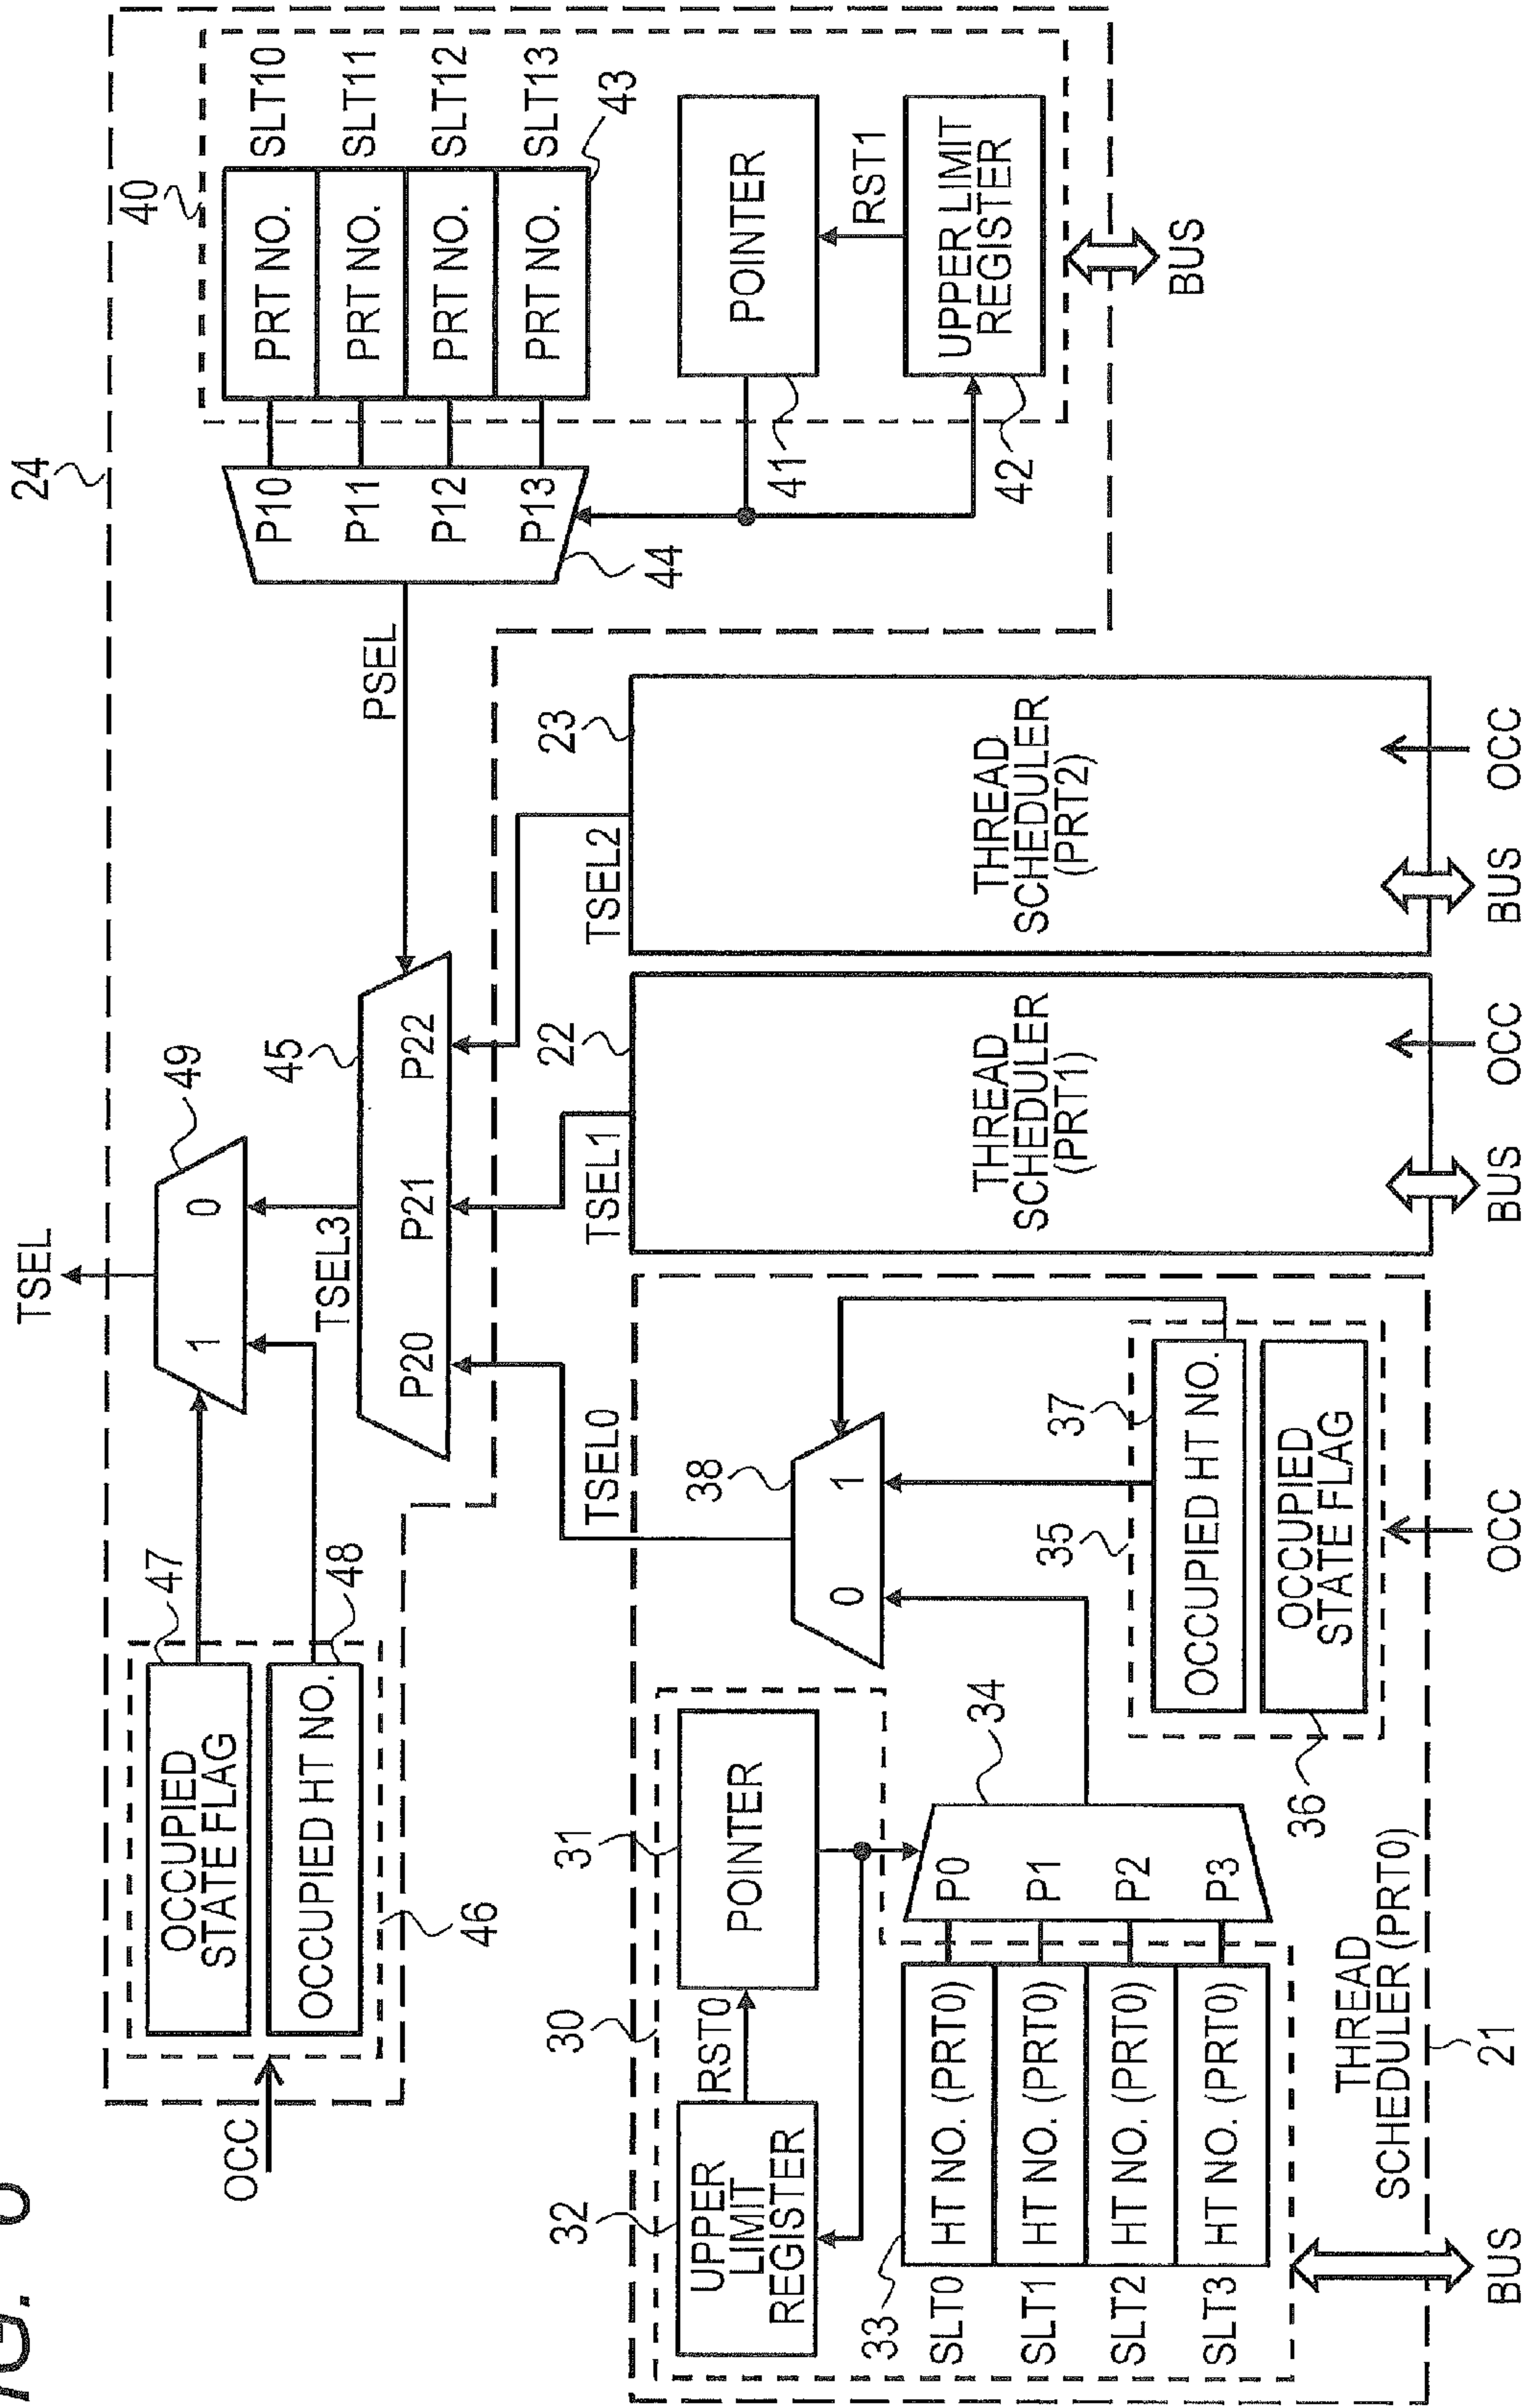 24
TSEL
49
1
0
OCC
OCCUPIED
STATE FLAG
47
OCCUPIED HT NO.
48
46
TSEL3
45
P20
P21
P22
PSEL
44
P10
P11
P12
P13
40
PRT NO.
SLT10
PRT NO.
SLT11
PRT NO.
SLT12
PRT NO.
SLT13
43
POINTER
41
RST1
UPPER LIMIT
REGISTER
42
BUS
TSEL0
TSEL1
22
TSEL2
23
THREAD
SCHEDULER
(PRT1)
BUS
OCC
THREAD
SCHEDULER
(PRT2)
BUS
OCC
30
32
UPPER
LIMIT
REGISTER
RST0
31
POINTER
33
SLT0
HT NO. (PRT0)
SLT1
HT NO. (PRT0)
SLT2
HT NO. (PRT0)
SLT3
HT NO. (PRT0)
34
P0
P1
P2
P3
38
0
1
35
37
OCCUPIED HT NO.
OCCUPIED
STATE FLAG
36
THREAD
SCHEDULER (PRT0)
21
BUS
OCC